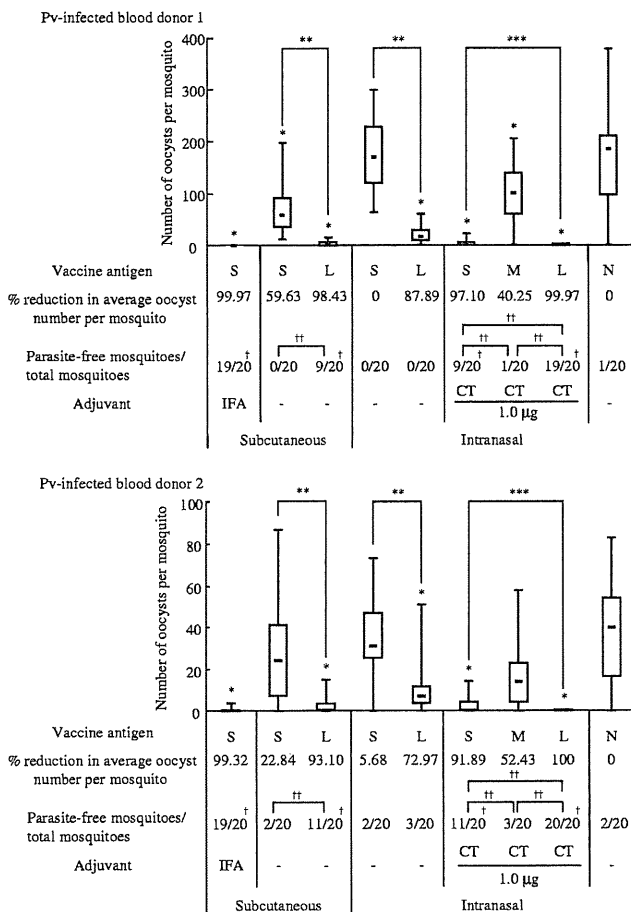 Pv-infected blood donor 1
** ** ***
400
300
200
100
0
Number of oocysts per mosquito
* * * * * * *
Vaccine antigen S S L S L S M L N
% reduction in average oocyst number per mosquito 99.97 59.63 98.43 0 87.89 97.10 40.25 99.97 0
†† †† †† ††
Parasite-free mosquitoes/ total mosquitoes 19/20† 0/20 9/20† 0/20 0/20 9/20† 1/20 19/20† 1/20
Adjuvant IFA - - - - CT CT CT -
1.0 µg
Subcutaneous Intranasal
Pv-infected blood donor 2
** ** ***
100
80
60
40
20
0
Number of oocysts per mosquito
* * * * *
Vaccine antigen S S L S L S M L N
% reduction in average oocyst number per mosquito 99.32 22.84 93.10 5.68 72.97 91.89 52.43 100 0
†† †† †† ††
Parasite-free mosquitoes/ total mosquitoes 19/20† 2/20 11/20† 2/20 3/20 11/20† 3/20 20/20† 2/20
Adjuvant IFA - - - - CT CT CT -
1.0 µg
Subcutaneous Intranasal